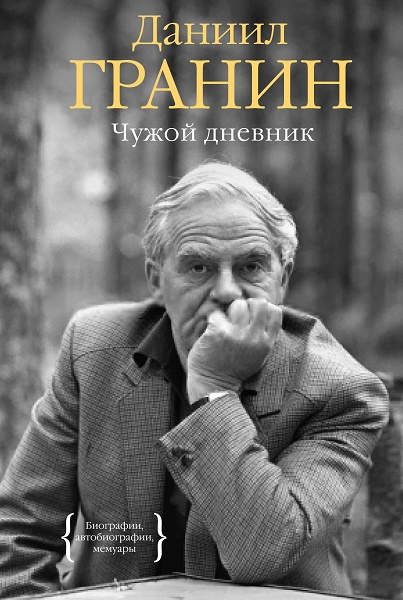 Даниил
ГРАНИН
Чужой дневник
Биографии,
автобиографии,
мемуары